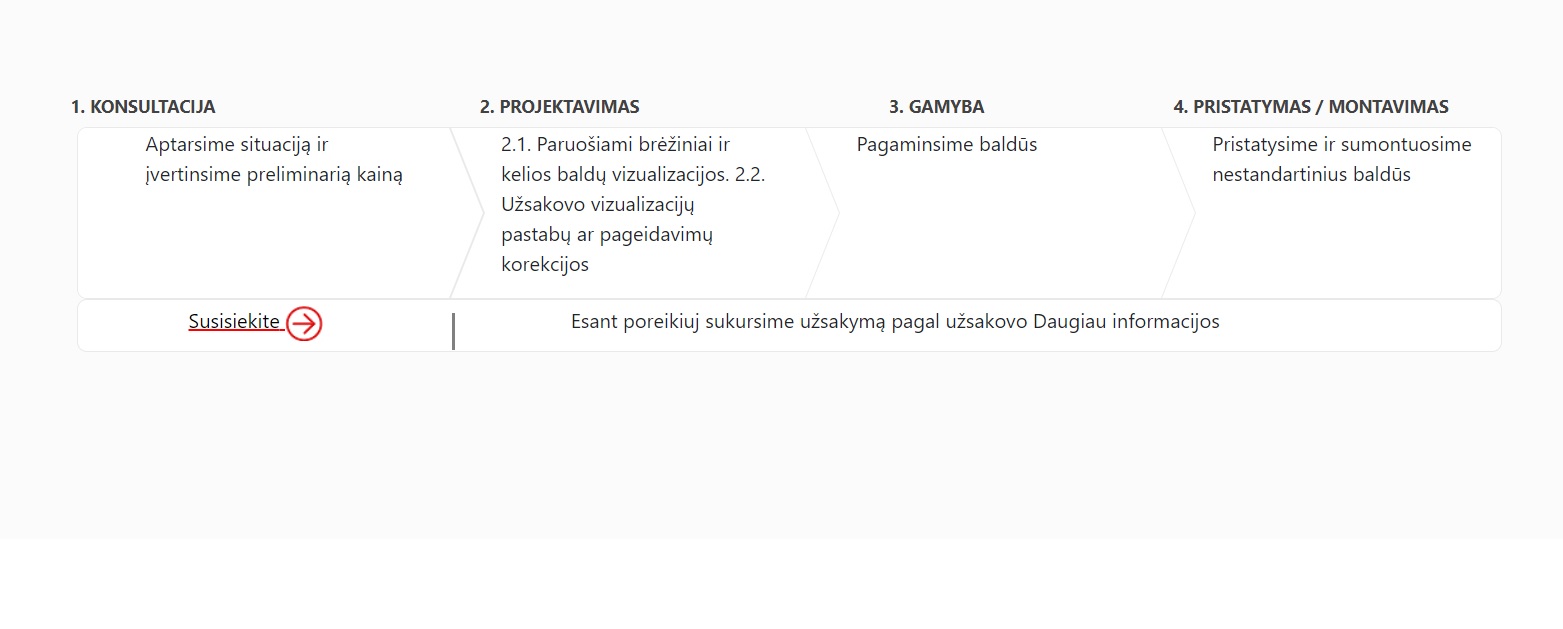 1. KONSULTACIJA
2. PROJEKTAVIMAS
3. GAMYBA
4. PRISTATYMAS / MONTAVIMAS
Aptarsime situaciją ir
įvertinsime preliminarią kainą
2.1. Paruošiami brėžiniai ir
kelios baldų vizualizacijos. 2.2.
Užsakovo vizualizacijų
pastabų ar pageidavimų
korekcijos
Pagaminsime baldūs
Pristatysime ir sumontuosime
nestandartinius baldūs
Susisiekite
Esant poreikiuj sukursime užsakymą pagal užsakovo Daugiau informacijos